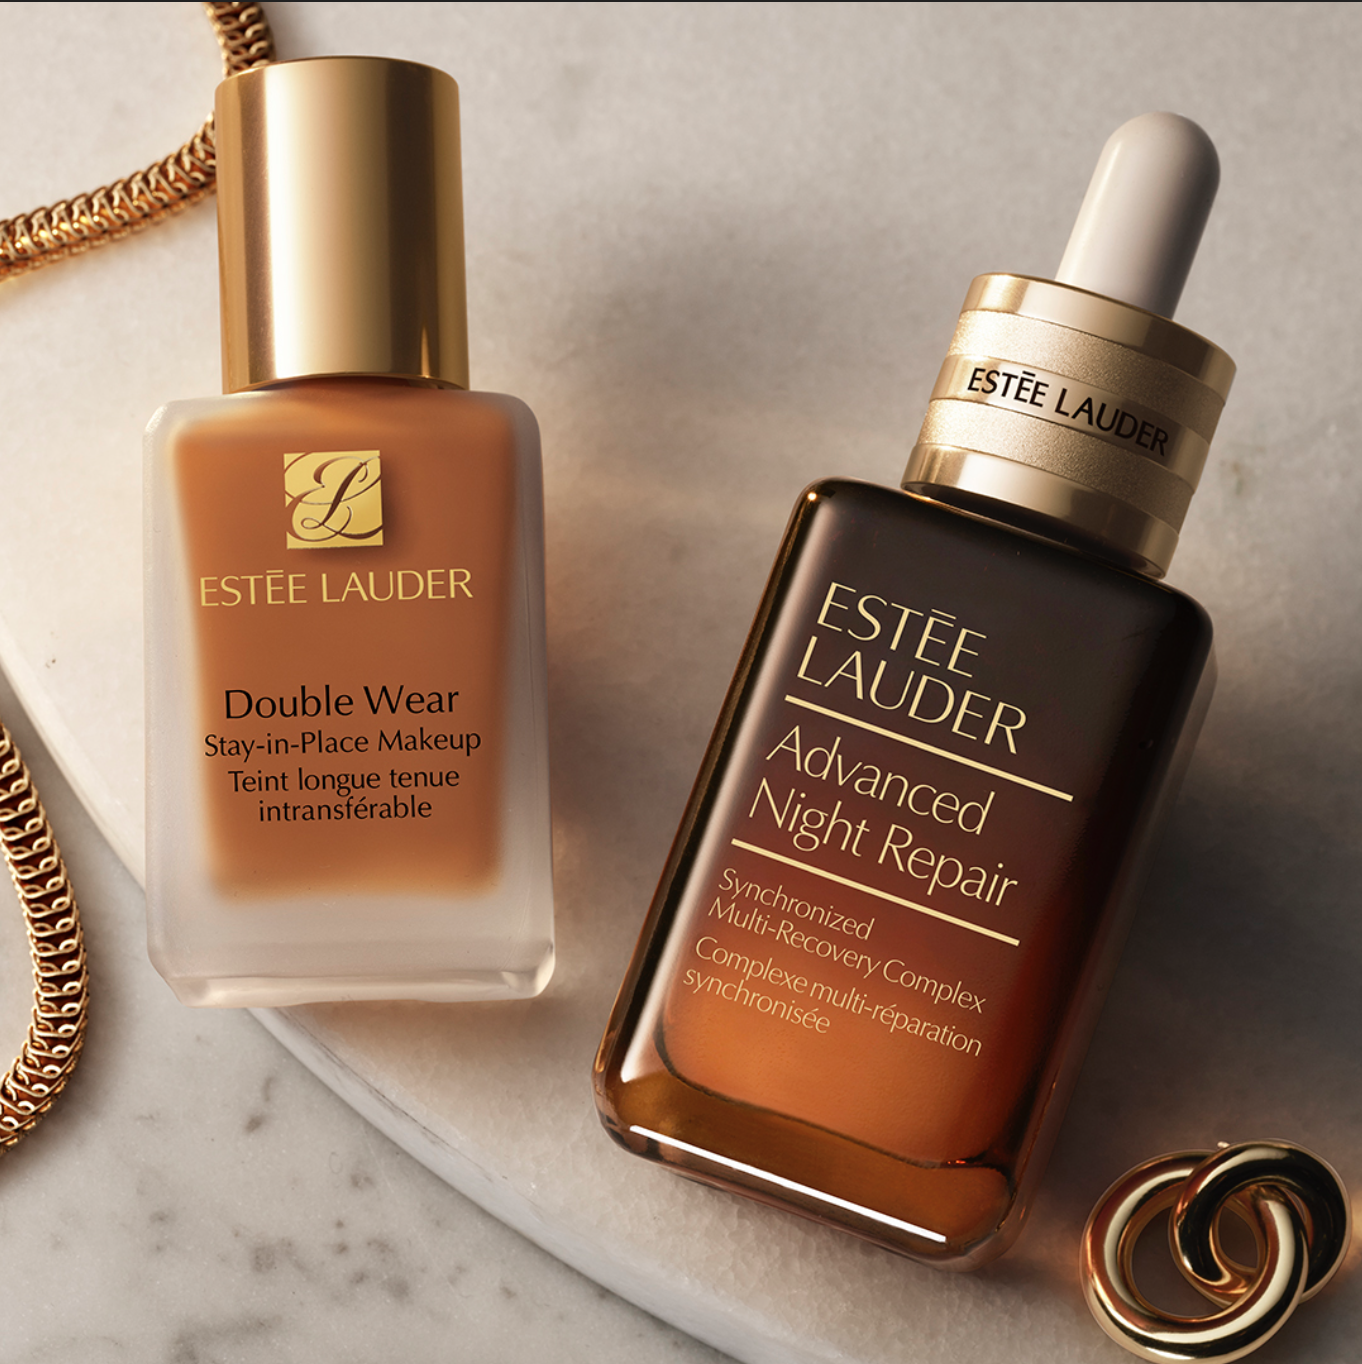 ESTĒE LAUDER
Double Wear
Stay-in-Place Makeup
Teint longue tenue
intransférable
ESTĒE LAUDER
ESTĒE
LAUDER
Advanced
Night Repair
Synchronized
Multi-Recovery Complex
Complexe multi-réparation
synchronisée